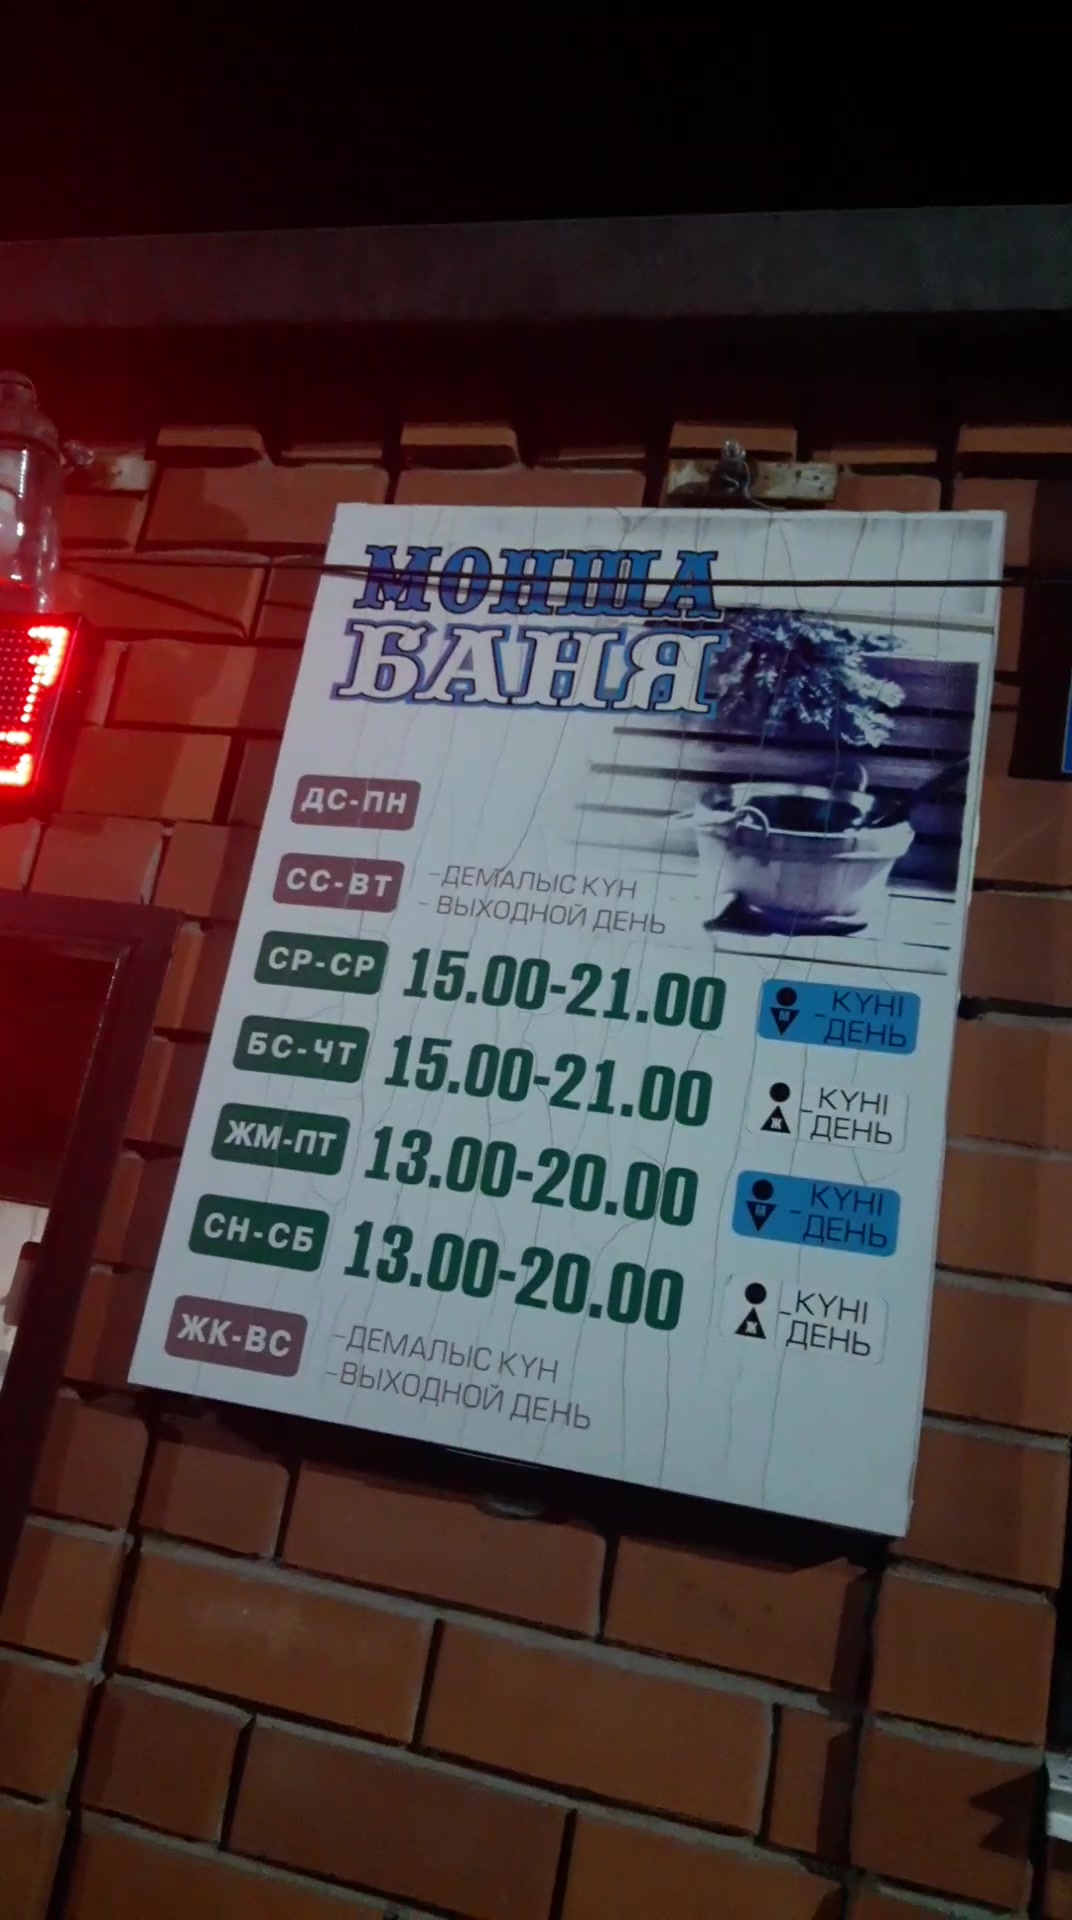 МОНША
БАНЯ
ДС-ПН
СС-ВТ
-ДЕМАЛЫС КҮН
- ВЫХОДНОЙ ДЕНЬ
СР-СР 15.00-21.00 М - КҮНІ
ДЕНЬ
БС-ЧТ 15.00-21.00 Ж - КҮНІ
ДЕНЬ
ЖМ-ПТ 13.00-20.00 М - КҮНІ
ДЕНЬ
СН-СБ 13.00-20.00 Ж - КҮНІ
ДЕНЬ
ЖК-ВС
-ДЕМАЛЫС КҮН
-ВЫХОДНОЙ ДЕНЬ